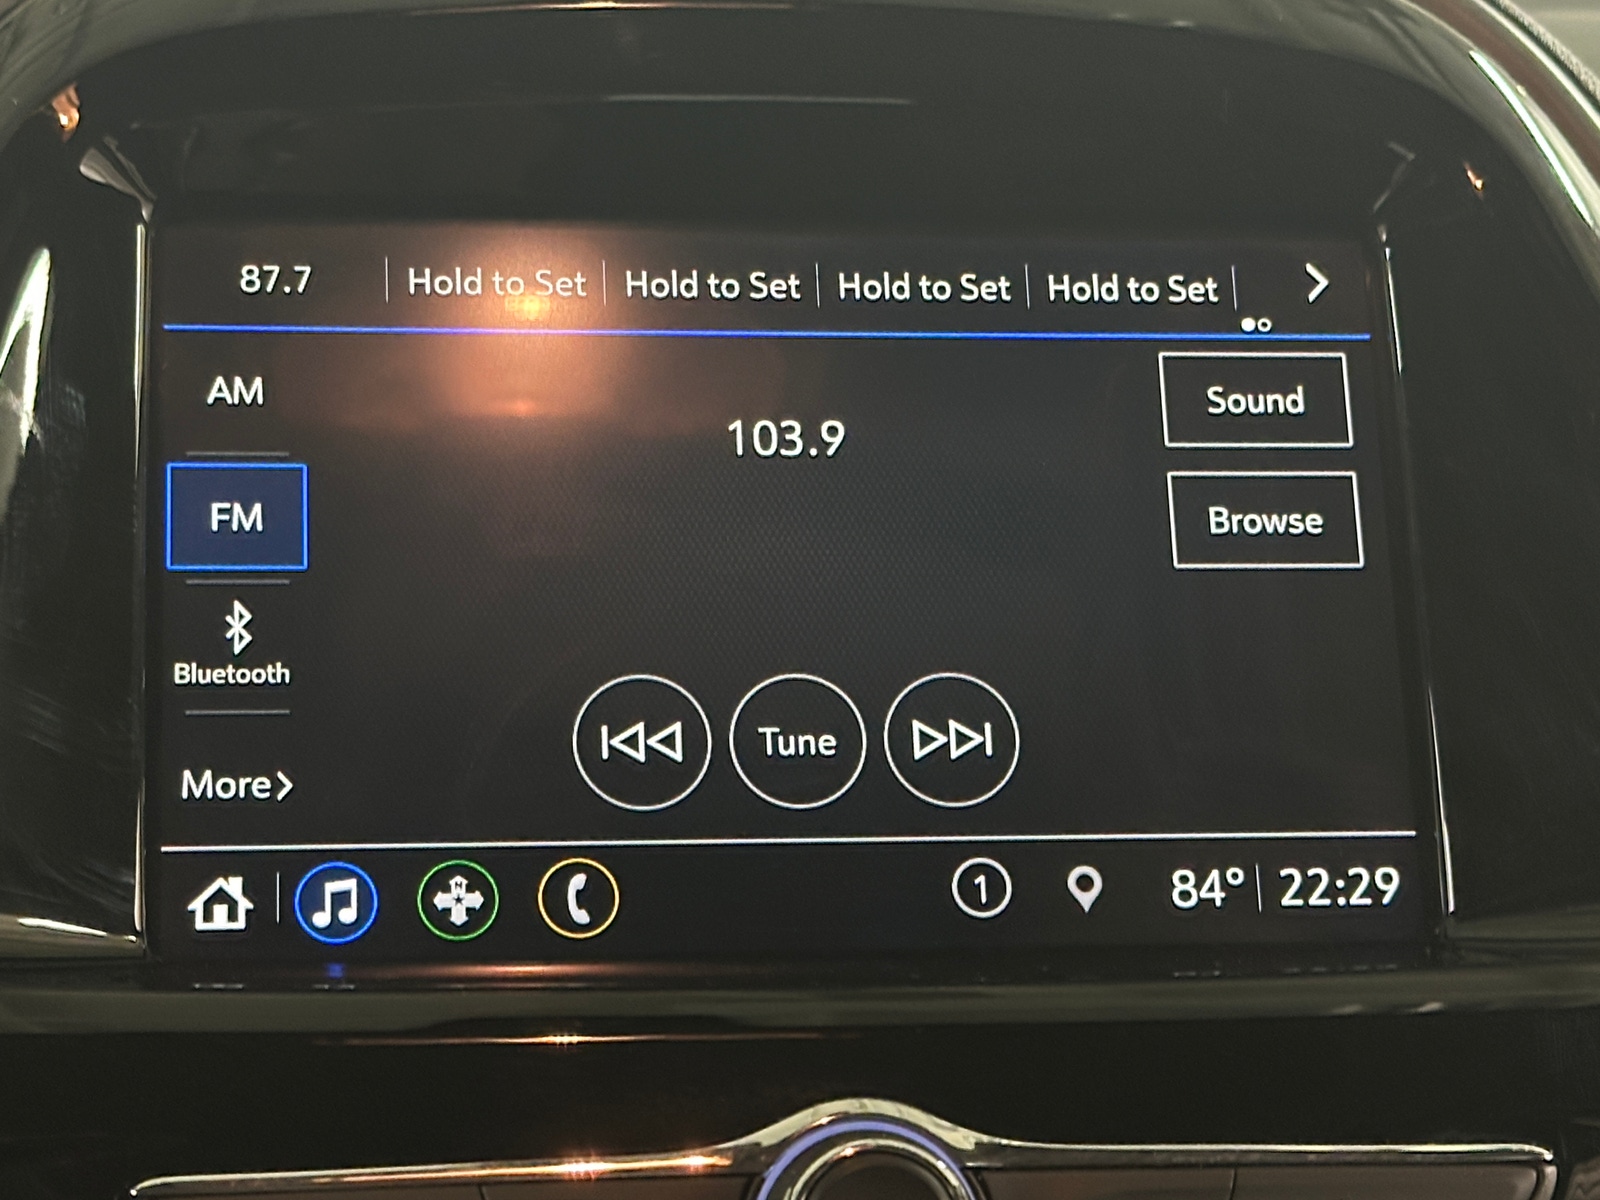 87.7 Hold to Set Hold to Set Hold to Set Hold to Set
AM
103.9
Sound
FM
Browse
Bluetooth
Tune
More
N
1
84° 22:29